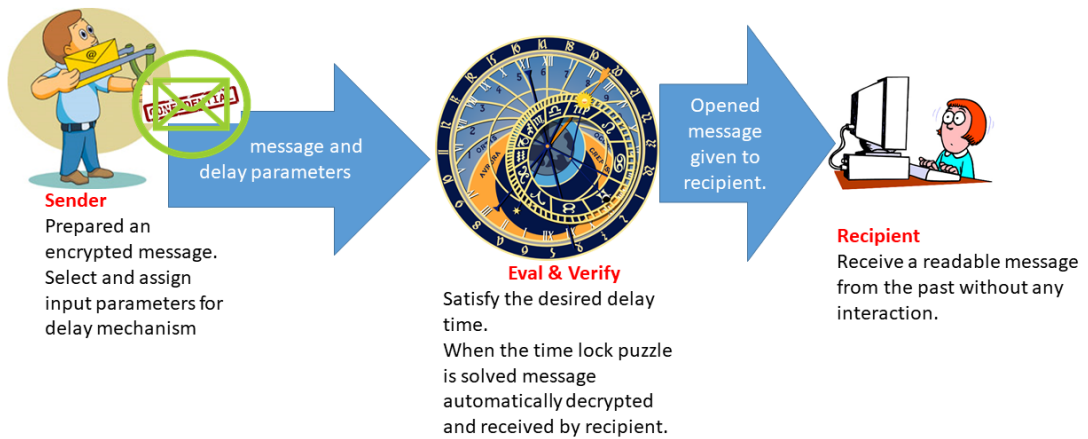 @
CONFIDENTIAL
message and
delay parameters
Opened
message
given to
recipient.
Sender
Prepared an
encrypted message.
Select and assign
input parameters for
delay mechanism
Eval & Verify
Satisfy the desired delay
time.
When the time lock puzzle
is solved message
automatically decrypted
and received by recipient.
Recipient
Receive a readable message
from the past without any
interaction.